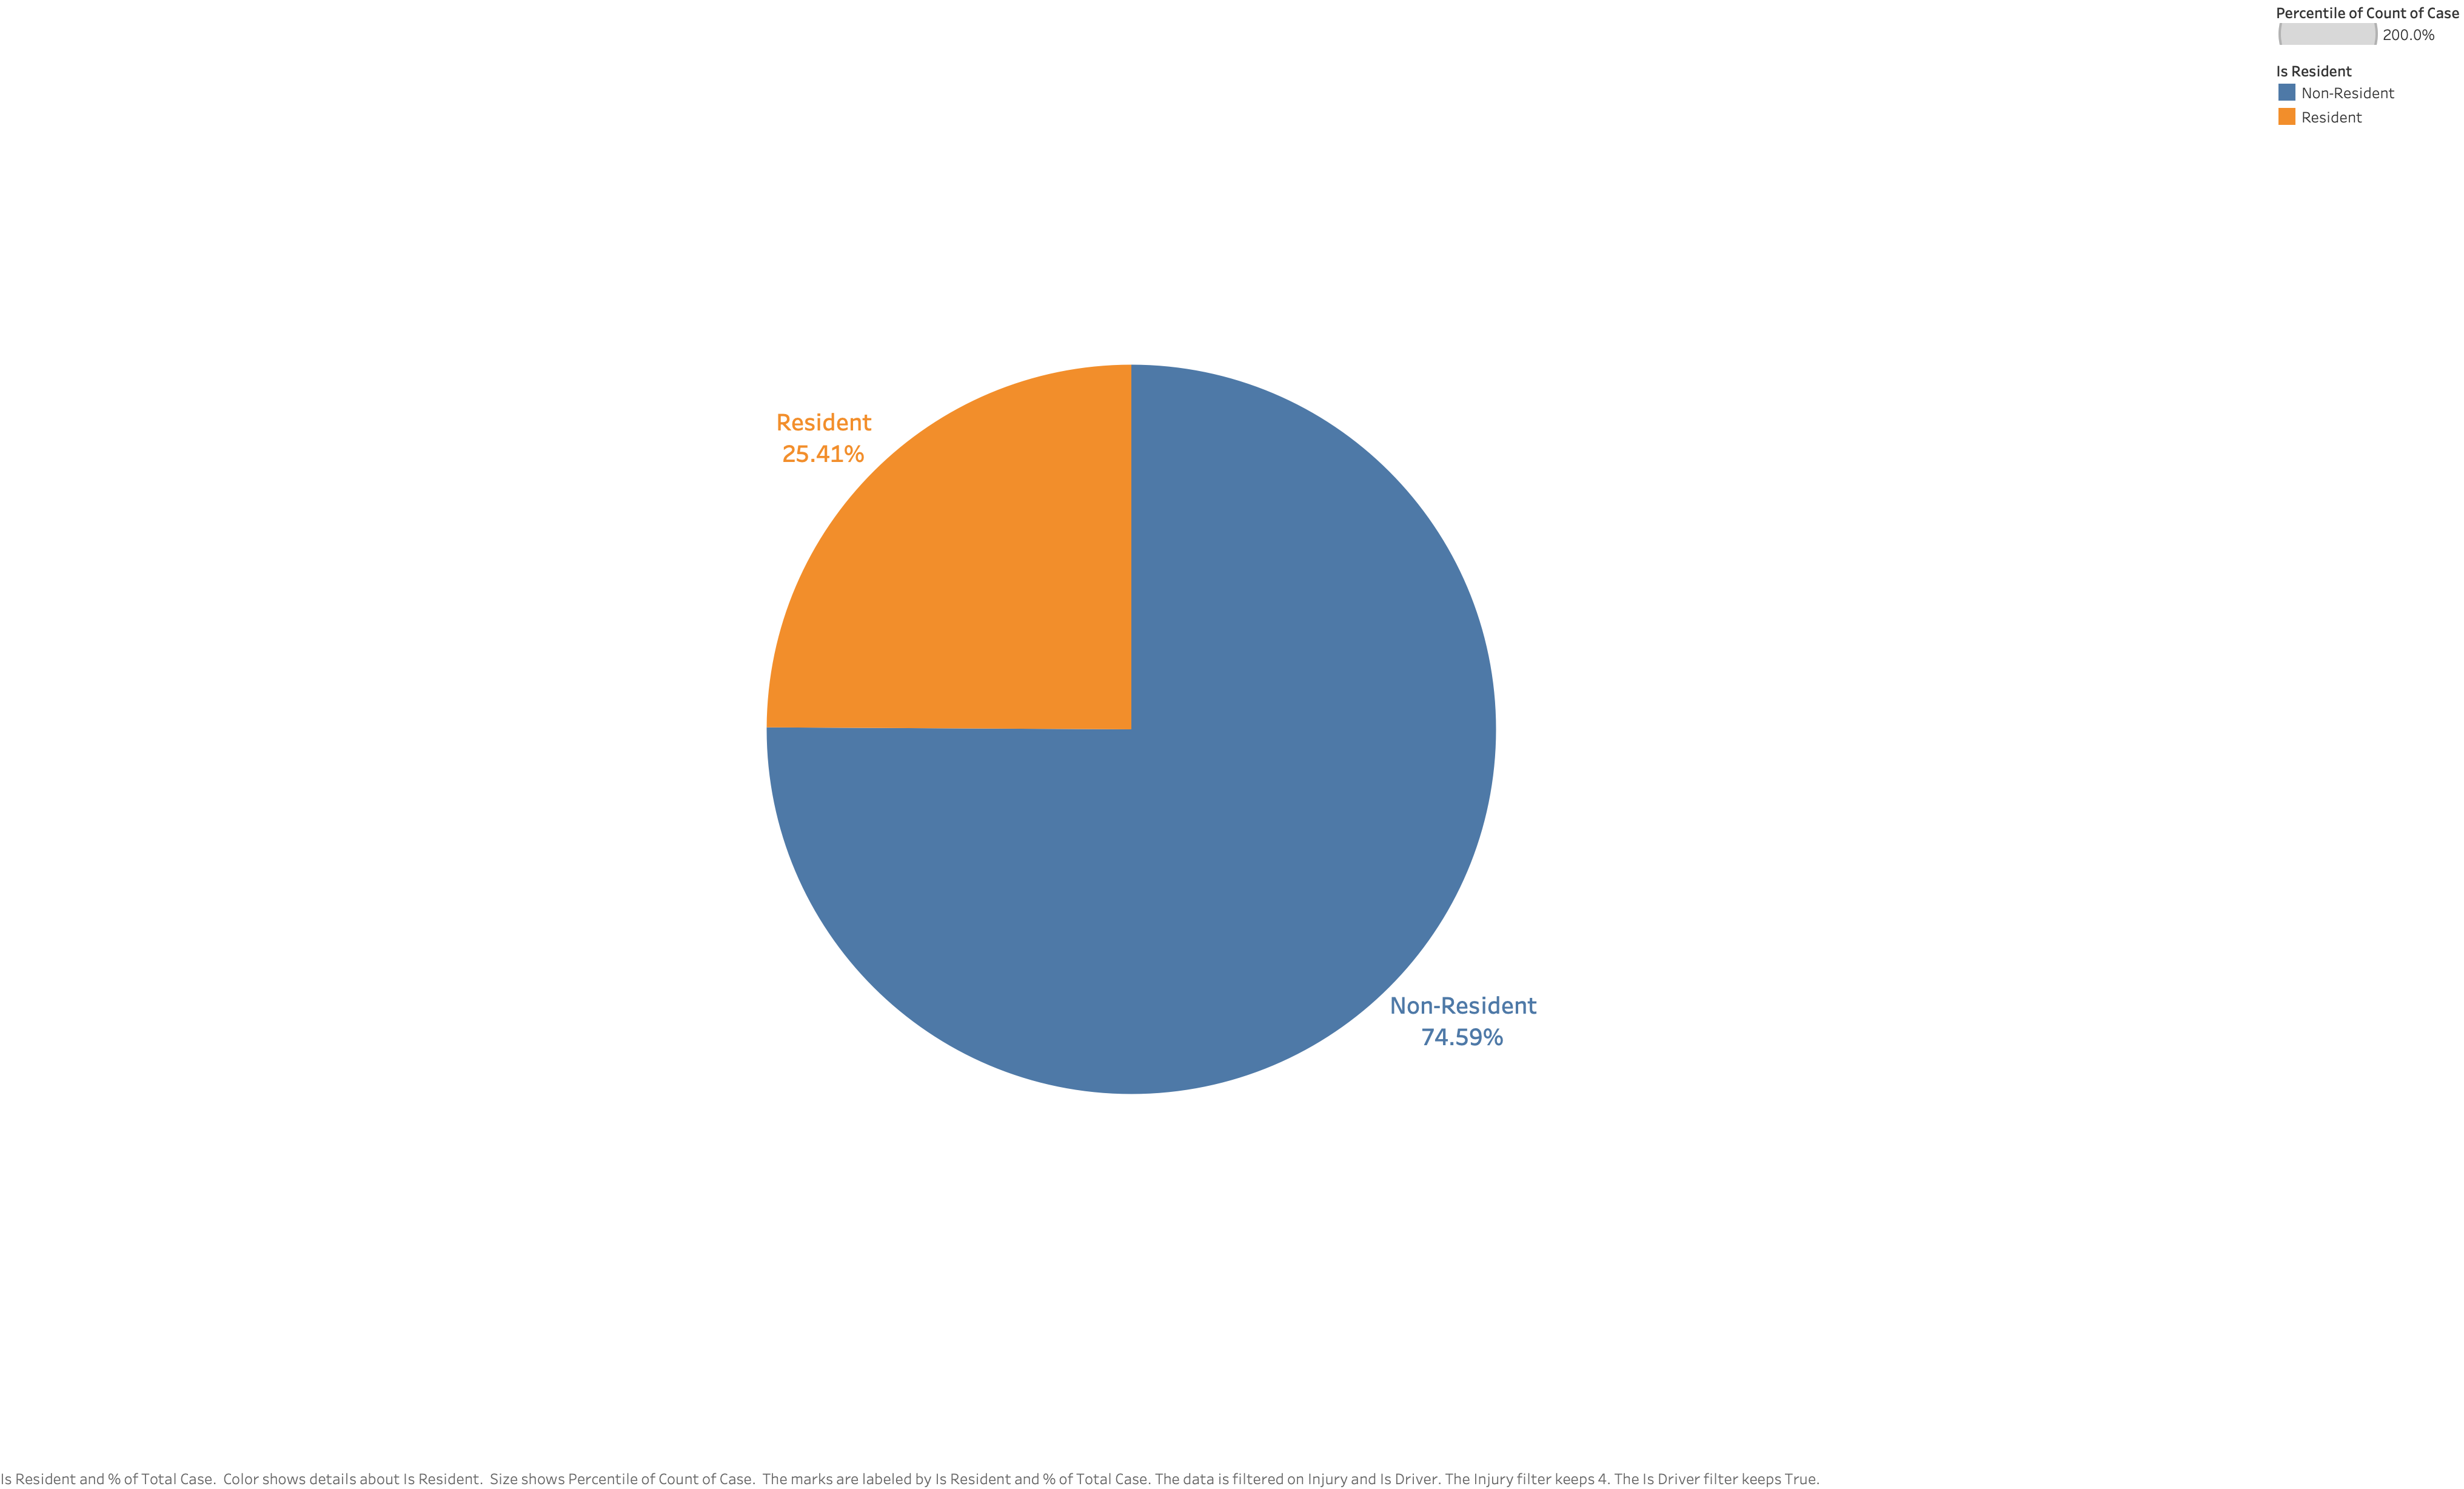 Percentile of Count of Case
200.0%
Is Resident
Non-Resident
Resident
Resident
25.41%
Non-Resident
74.59%
Is Resident and % of Total Case.  Color shows details about Is Resident.  Size shows Percentile of Count of Case.  The marks are labeled by Is Resident and % of Total Case. The data is filtered on Injury and Is Driver. The Injury filter keeps 4. The Is Driver filter keeps True.